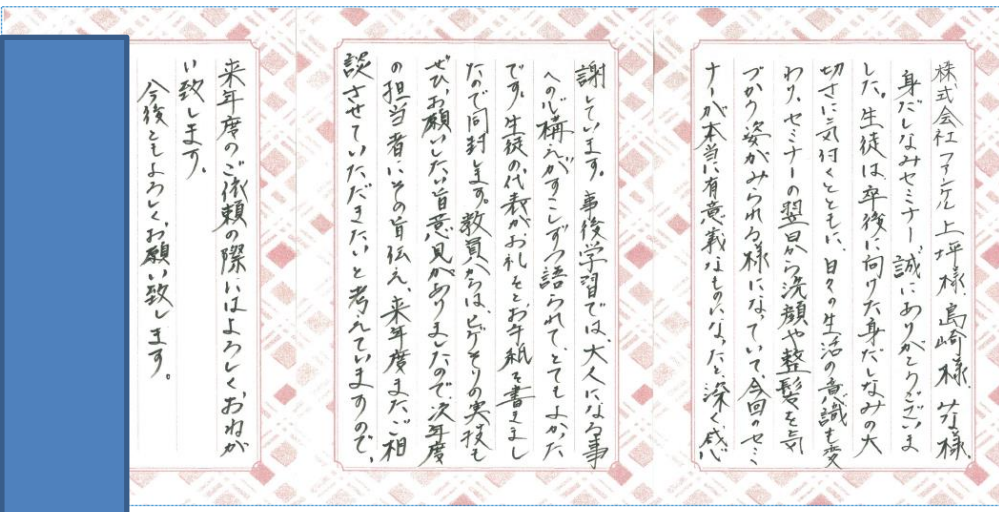 株式会社ファンケル 上坪様、島崎様、サな様、
身だしなみセミナー、誠にありがとうございま
した。生徒は、卒後に向けた身だしなみの大
切さに気付くとともに、日々の生活の意識も変
わり、セミナーの翌日から洗顔や整髪を気
づかう姿がみられる様になっていて、今回のセミ
ナーが本当に有意義なものになったと、深く感
謝しています。事後学習では、大人になる事
への心構えがすこしずつ語られて、とてもよかった
です。生徒の代表がお礼をと、お手紙を書きまし
たので同封します。教員からは、ヒゲそりの実技も
ぜひ、お願いしたい旨意見がありましたので、次年度
の担当者にその旨伝え、来年度またご相
談させていただきたいと考えていますので、
来年度のご依頼の際にはよろしく、おねが
い致します。
今後ともよろしく、お願い致します。